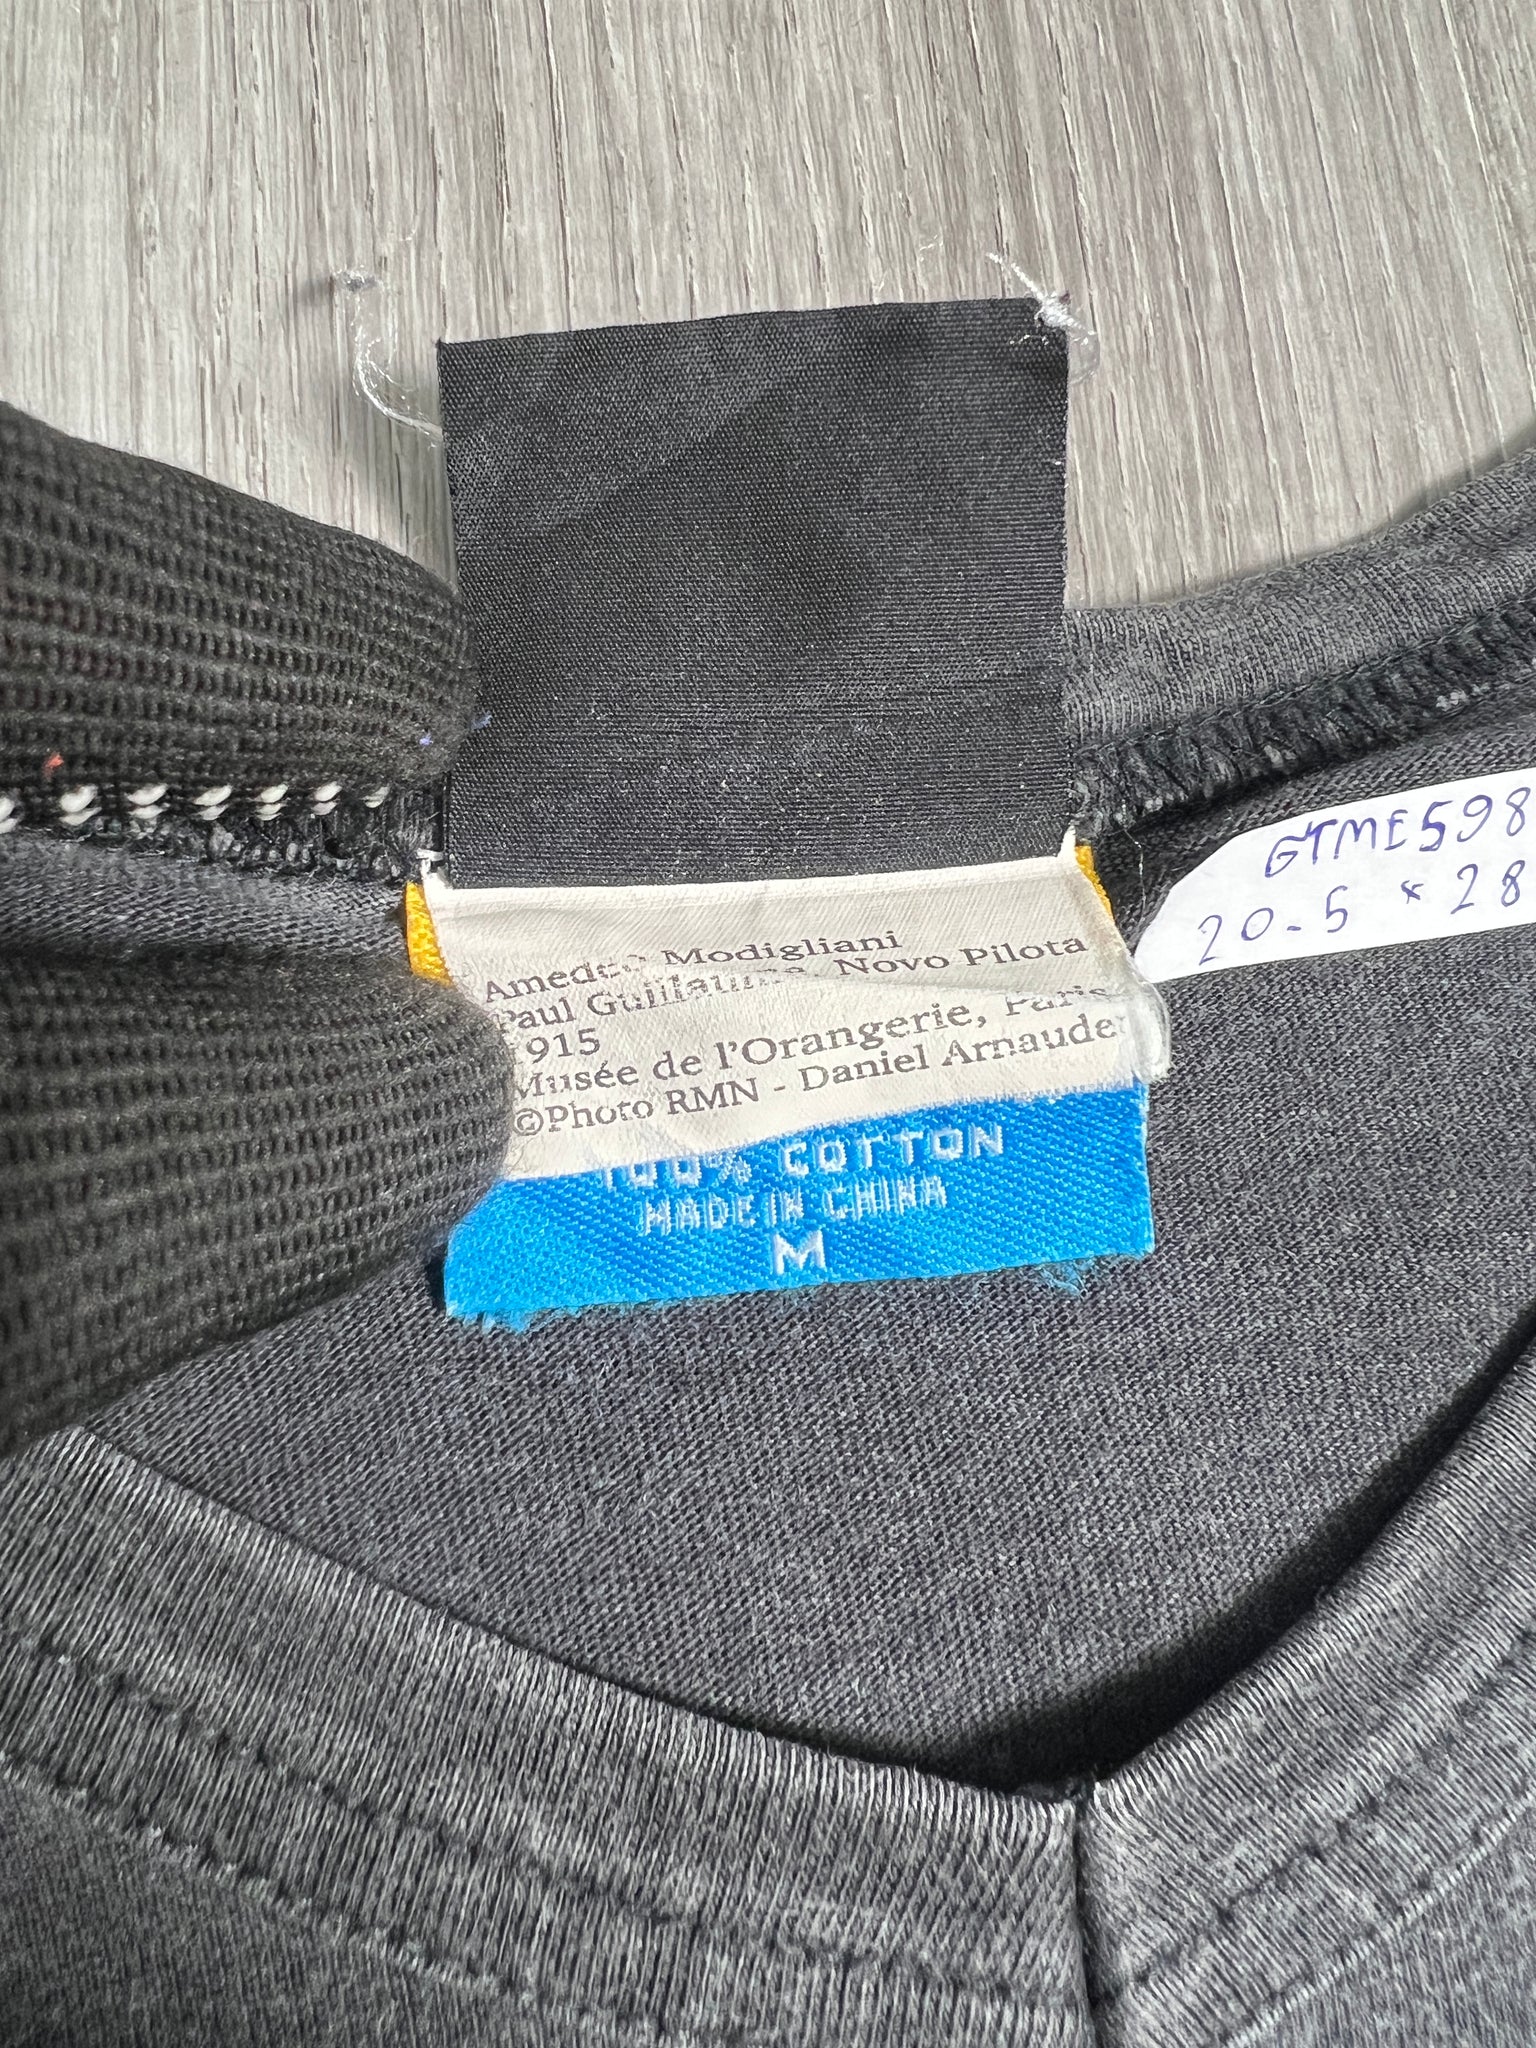 GTME598
20.5 * 28
Amedeo Modigliani
Paul Guillaume, Novo Pilota
1915
Musée de l'Orangerie, Paris
©Photo RMN - Daniel Arnaudet
100% COTTON
MADE IN CHINA
M